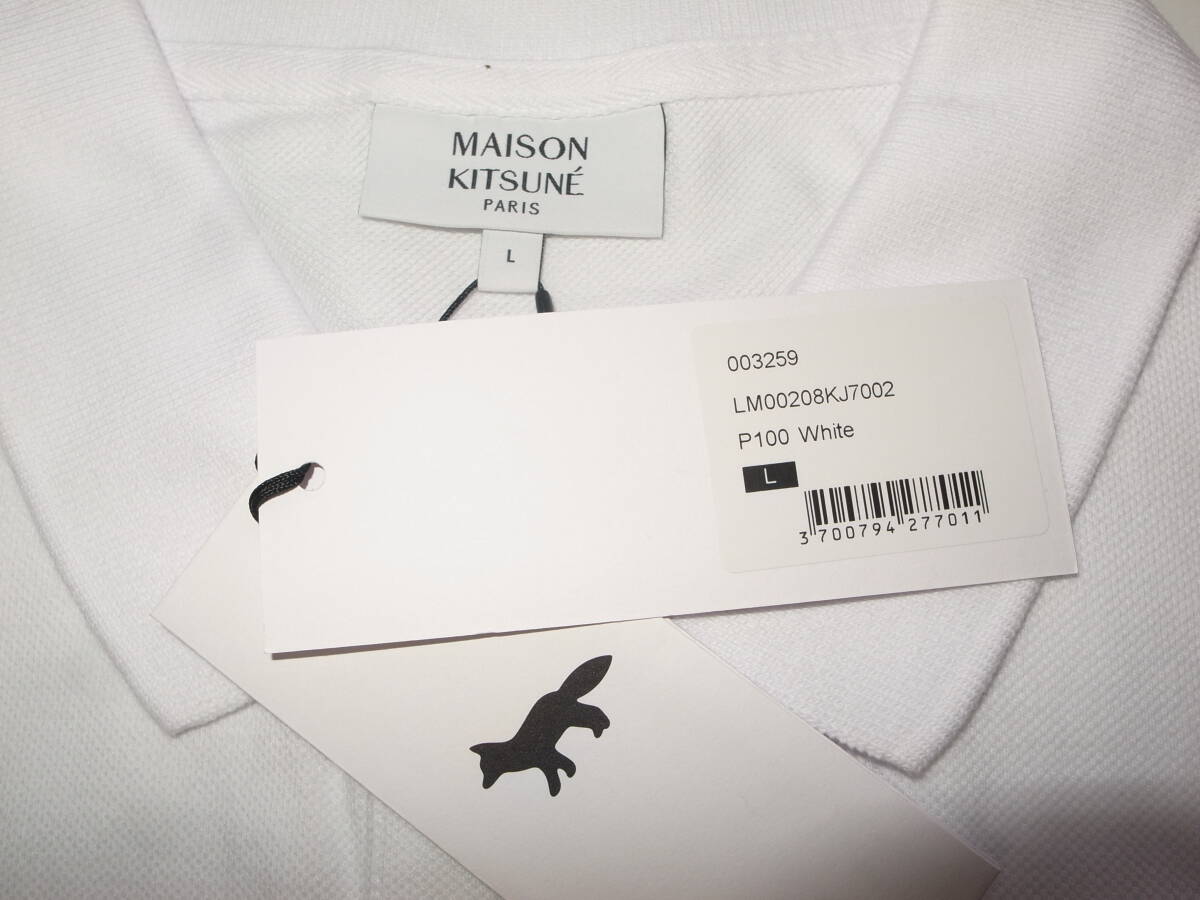 MAISON
KITSUNÉ
PARIS
L
003259
LM00208KJ7002
P100 White
L
3 700794 277011